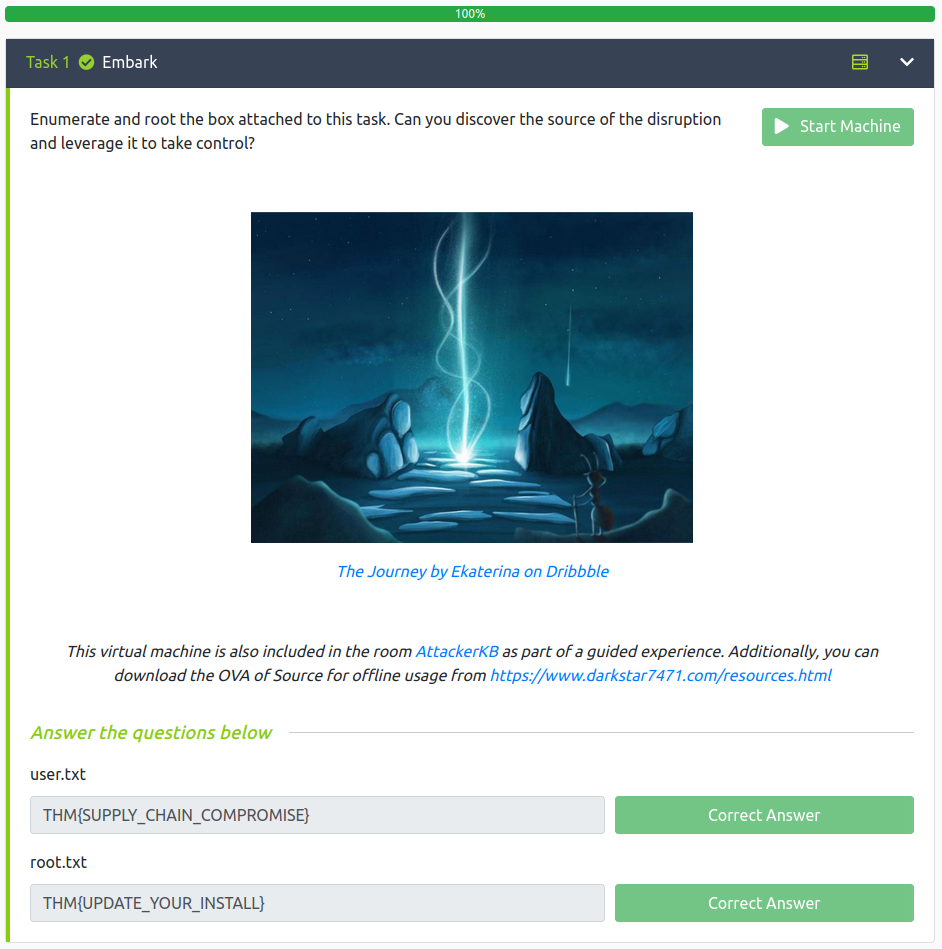 100%
Task 1 Embark
Enumerate and root the box attached to this task. Can you discover the source of the disruption
and leverage it to take control?
Start Machine
The Journey by Ekaterina on Dribbble
This virtual machine is also included in the room AttackerKB as part of a guided experience. Additionally, you can
download the OVA of Source for offline usage from https://www.darkstar7471.com/resources.html
Answer the questions below
user.txt
THM{SUPPLY_CHAIN_COMPROMISE}
Correct Answer
root.txt
THM{UPDATE_YOUR_INSTALL}
Correct Answer